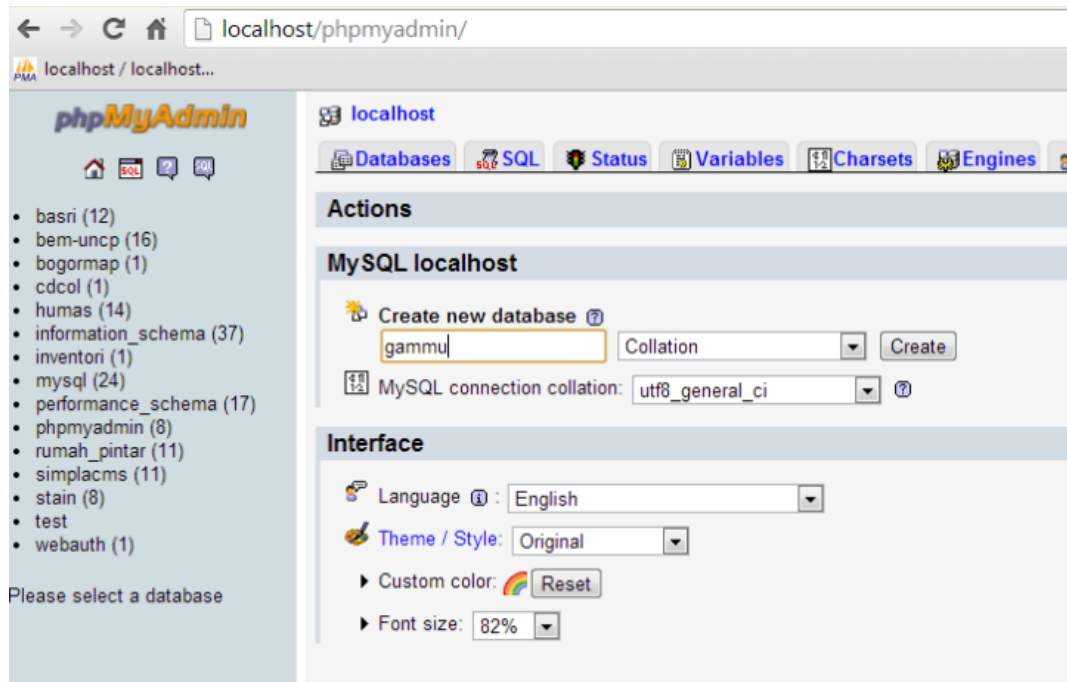 localhost/phpmyadmin/
PMA localhost / localhost...
phpMyAdmin
SQL SQL
basri (12)
bem-uncp (16)
bogormap (1)
cdcol (1)
humas (14)
information_schema (37)
inventori (1)
mysql (24)
performance_schema (17)
phpmyadmin (8)
rumah_pintar (11)
simplacms (11)
stain (8)
test
webauth (1)
Please select a database
localhost
Databases SQL Status Variables Charsets Engines
Actions
MySQL localhost
Create new database
gammu Collation Create
MySQL connection collation: utf8_general_ci
Interface
Language : English
Theme / Style: Original
Custom color: Reset
Font size: 82%